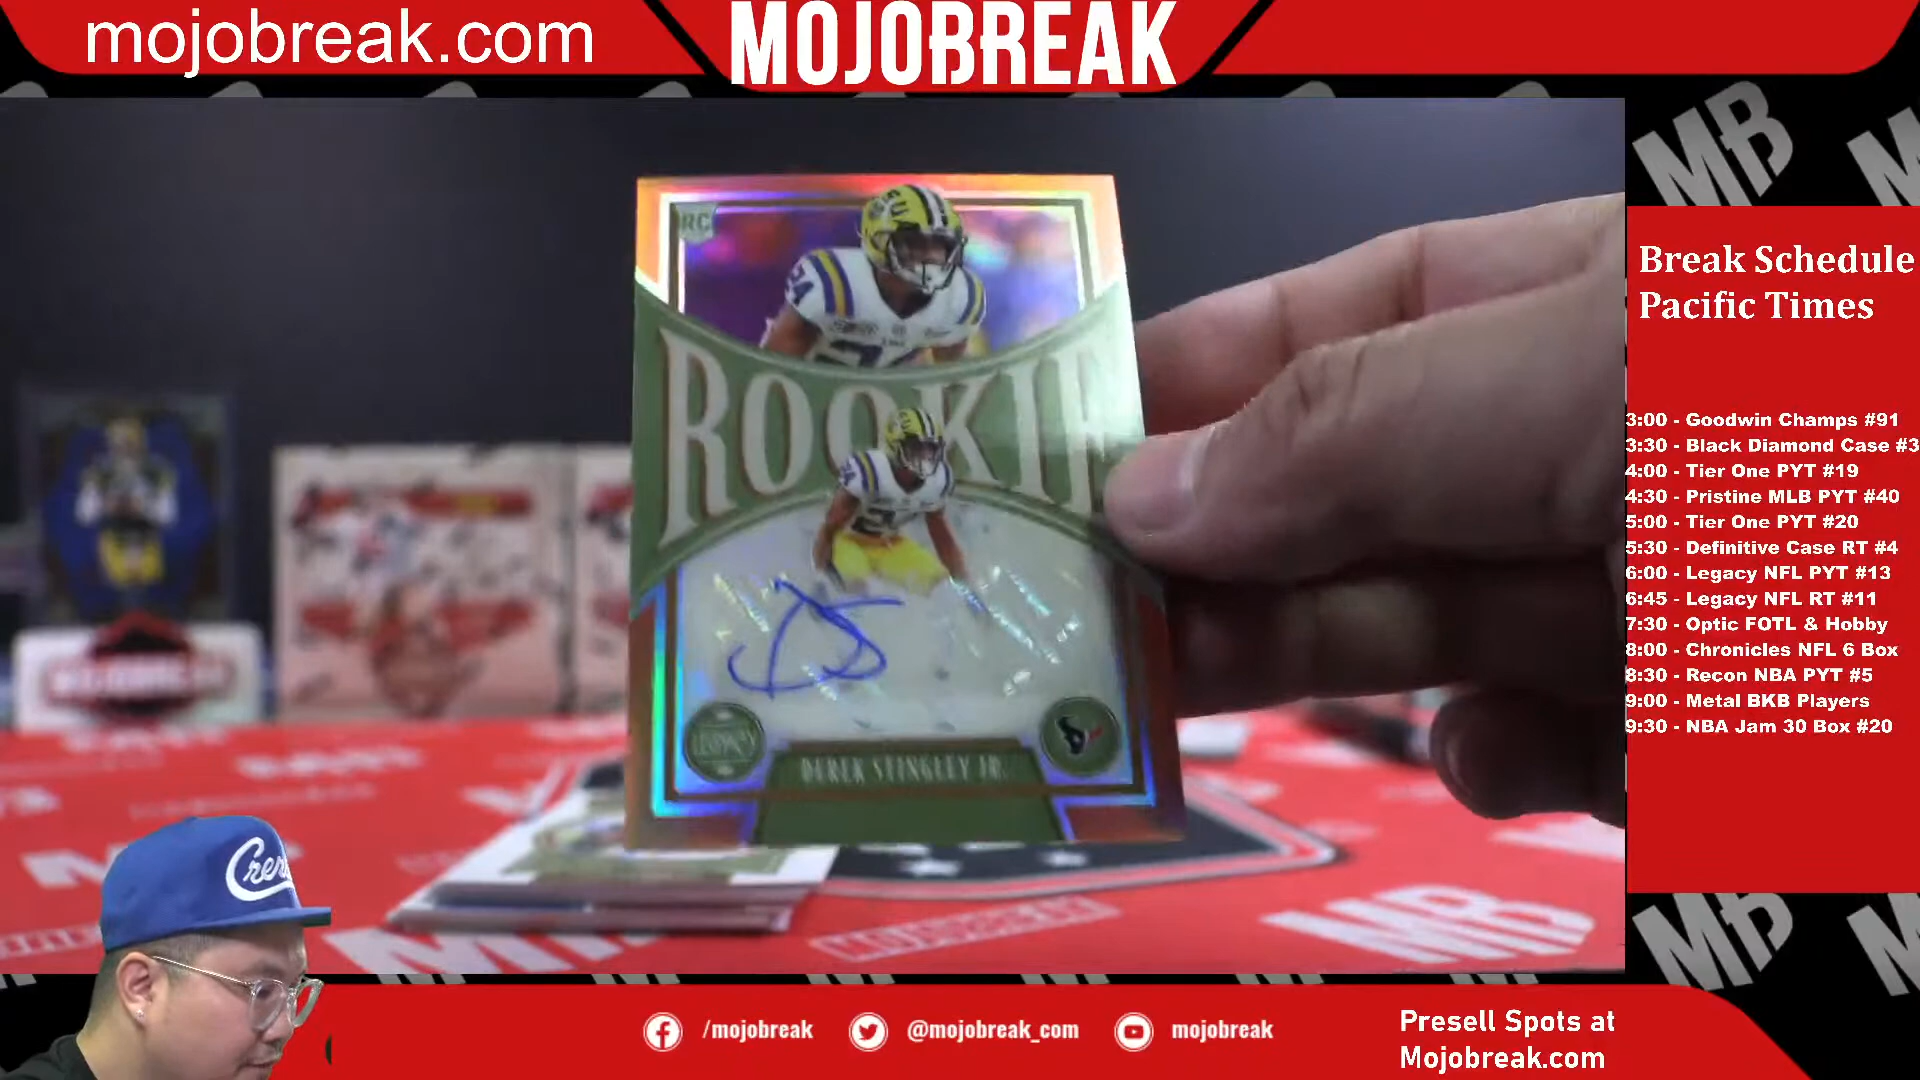 mojobreak.com
MOJOBREAK
MB
Break Schedule
Pacific Times
3:00 - Goodwin Champs #91
3:30 - Black Diamond Case #3
4:00 - Tier One PYT #19
4:30 - Pristine MLB PYT #40
5:00 - Tier One PYT #20
5:30 - Definitive Case RT #4
6:00 - Legacy NFL PYT #13
6:45 - Legacy NFL RT #11
7:30 - Optic FOTL & Hobby
8:00 - Chronicles NFL 6 Box
8:30 - Recon NBA PYT #5
9:00 - Metal BKB Players
9:30 - NBA Jam 30 Box #20
RC
24
ROOKIE
24
DEREK STINGLEY JR.
MB
MB
/mojobreak
@mojobreak_com
mojobreak
Presell Spots at
Mojobreak.com